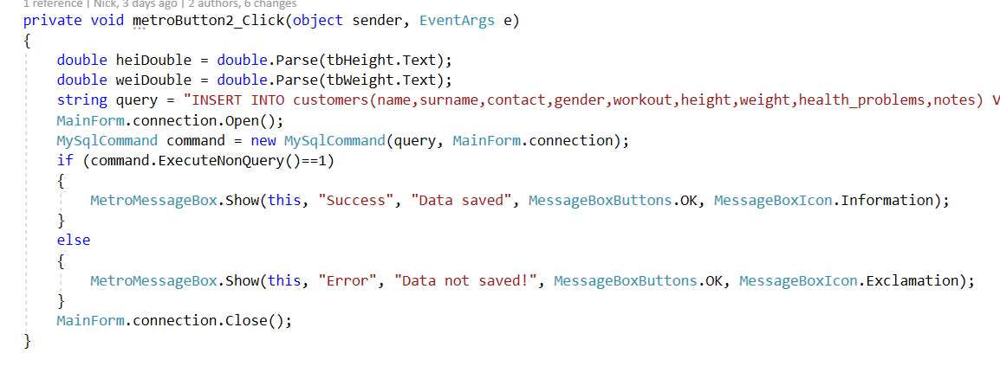 1 reference | Nick, 3 days ago | 2 authors, 6 changes
private void metroButton2_Click(object sender, EventArgs e)
{
double heiDouble = double.Parse(tbHeight.Text);
double weiDouble = double.Parse(tbWeight.Text);
string query = "INSERT INTO customers(name,surname,contact,gender,workout,height,weight,health_problems,notes) V
MainForm.connection.Open();
MySqlCommand command = new MySqlCommand(query, MainForm.connection);
if (command.ExecuteNonQuery()==1)
{
MetroMessageBox.Show(this, "Success", "Data saved", MessageBoxButtons.OK, MessageBoxIcon.Information);
}
else
{
MetroMessageBox.Show(this, "Error", "Data not saved!", MessageBoxButtons.OK, MessageBoxIcon.Exclamation);
}
MainForm.connection.Close();
}